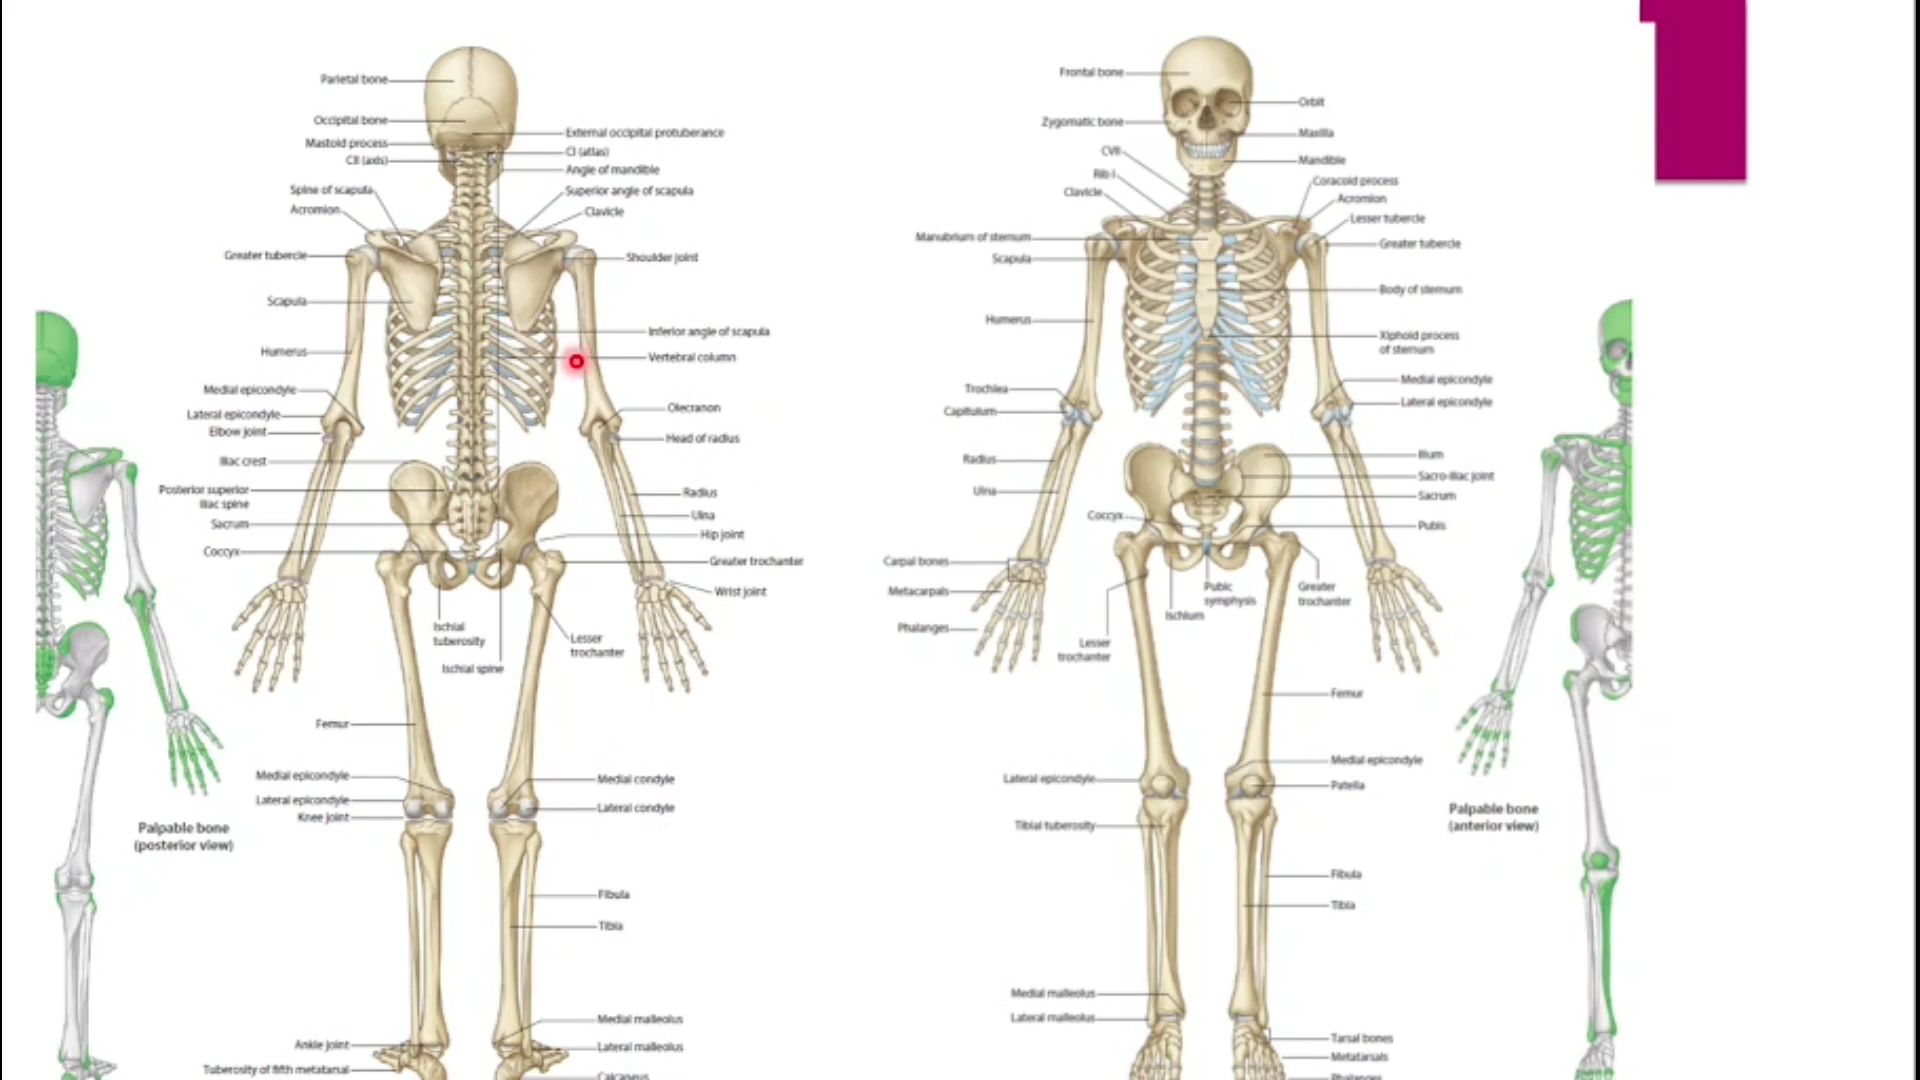 Parietal bone
Occipital bone
Mastoid process
CII (axis)
Spine of scapula
Acromion
Greater tubercle
Scapula
Humerus
Medial epicondyle
Lateral epicondyle
Elbow joint
Iliac crest
Posterior superior
iliac spine
Sacrum
Coccyx
External occipital protuberance
CI (atlas)
Angle of mandible
Superior angle of scapula
Clavicle
Shoulder joint
Inferior angle of scapula
Vertebral column
Olecranon
Head of radius
Radius
Ulna
Hip joint
Greater trochanter
Wrist joint
Ischial
tuberosity
Ischial spine
Lesser
trochanter
Femur
Medial epicondyle
Lateral epicondyle
Knee joint
Medial condyle
Lateral condyle
Palpable bone
(posterior view)
Fibula
Tibia
Medial malleolus
Lateral malleolus
Calcaneus
Ankle joint
Tuberosity of fifth metatarsal
Frontal bone
Zygomatic bone
CVII
Rib I
Clavicle
Manubrium of sternum
Scapula
Humerus
Trochlea
Capitulum
Radius
Ulna
Coccyx
Carpal bones
Metacarpals
Phalanges
Orbit
Maxilla
Mandible
Coracoid process
Acromion
Lesser tubercle
Greater tubercle
Body of sternum
Xiphoid process
of sternum
Medial epicondyle
Lateral epicondyle
Ilium
Sacro-iliac joint
Sacrum
Pubis
Pubic
symphysis
Ischium
Greater
trochanter
Lesser
trochanter
Femur
Lateral epicondyle
Medial epicondyle
Patella
Tibial tuberosity
Palpable bone
(anterior view)
Fibula
Tibia
Medial malleolus
Lateral malleolus
Tarsal bones
Metatarsals
Phalanges